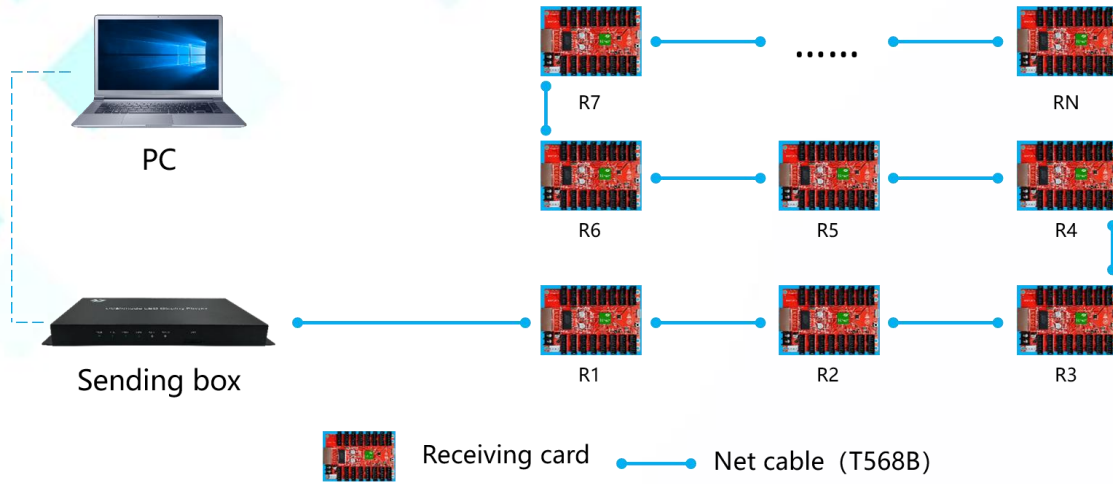 ......
R7
RN
PC
R6
R5
R4
Sending box
R1
R2
R3
Receiving card
Net cable（T568B）